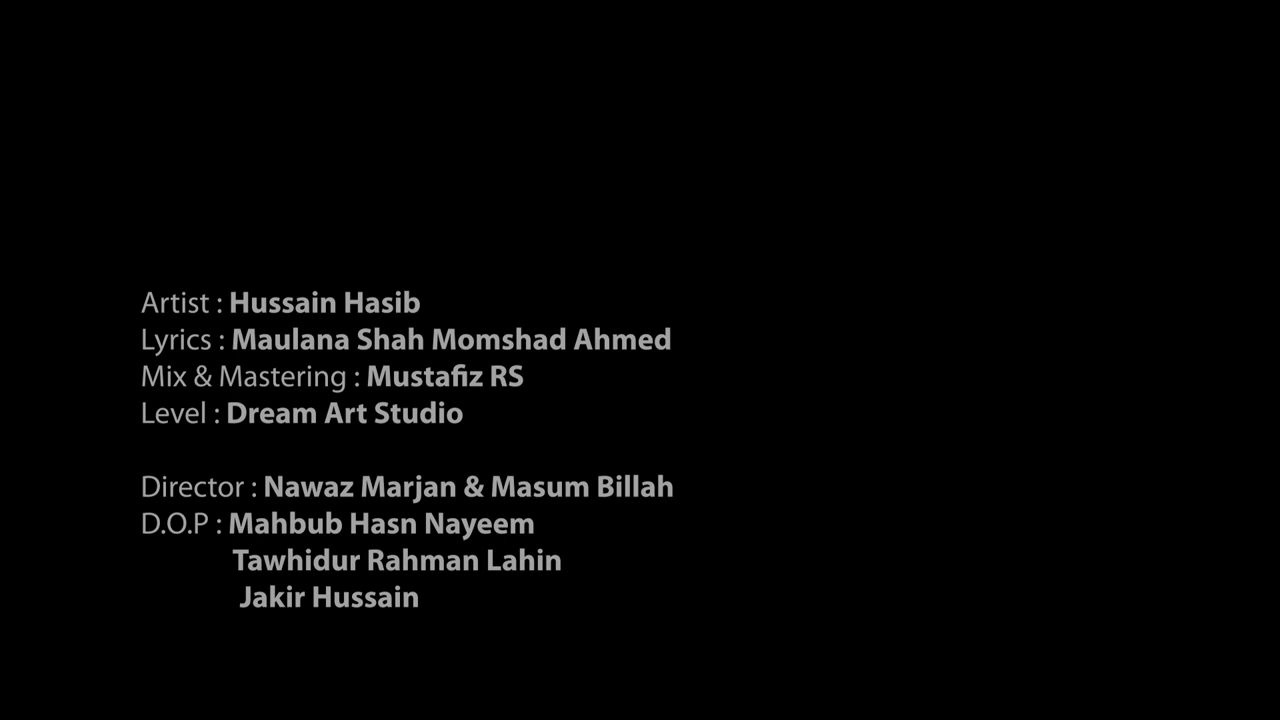 Artist : Hussain Hasib
Lyrics : Maulana Shah Momshad Ahmed
Mix & Mastering : Mustafiz RS
Level : Dream Art Studio
Director : Nawaz Marjan & Masum Billah
D.O.P : Mahbub Hasn Nayeem
Tawhidur Rahman Lahin
Jakir Hussain